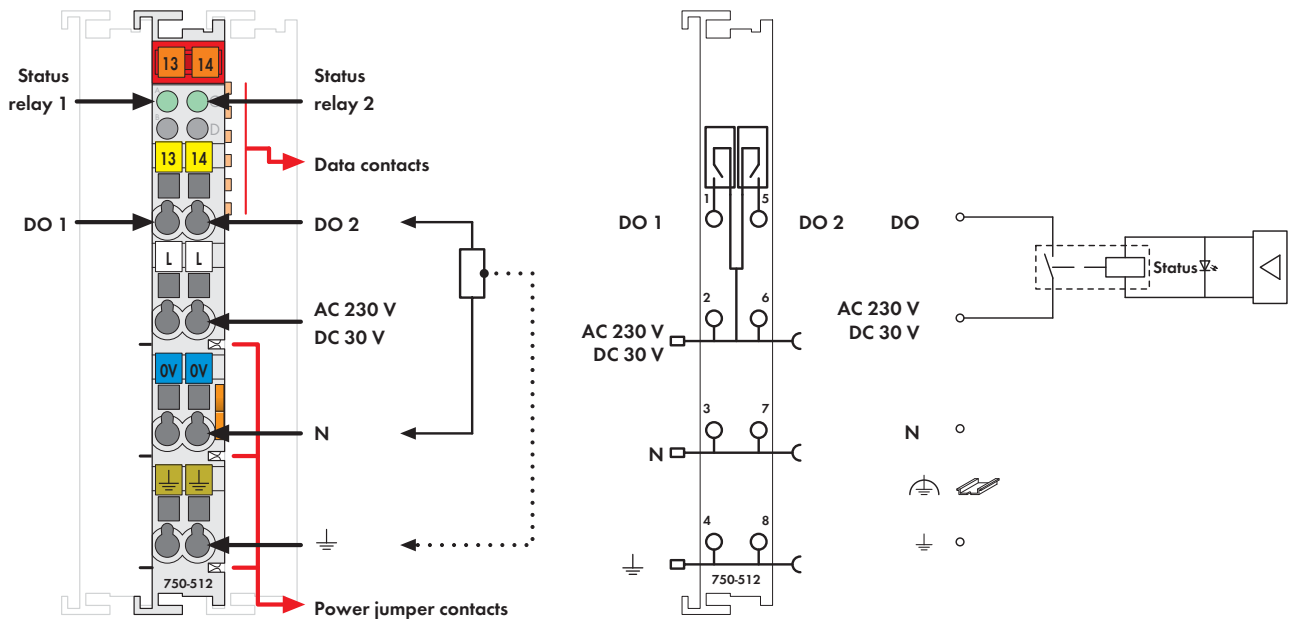 13 14
Status
relay 1
Status
relay 2
A
C
B
D
13 14
Data contacts
DO 1
DO 2
L L
AC 230 V
DC 30 V
0V 0V
N
750-512
Power jumper contacts
1 5
DO 1
DO 2
2 6
AC 230 V
DC 30 V
3 7
N
4 8
750-512
DO
Status
AC 230 V
DC 30 V
N